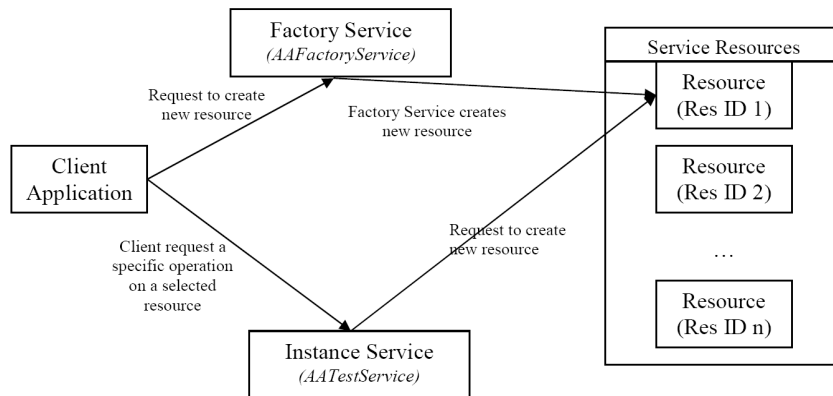 Factory Service
(AAFactoryService)
Service Resources
Resource
(Res ID 1)
Request to create
new resource
Factory Service creates
new resource
Client
Application
Resource
(Res ID 2)
Client request a
specific operation
on a selected
resource
Request to create
new resource
...
Resource
(Res ID n)
Instance Service
(AATestService)